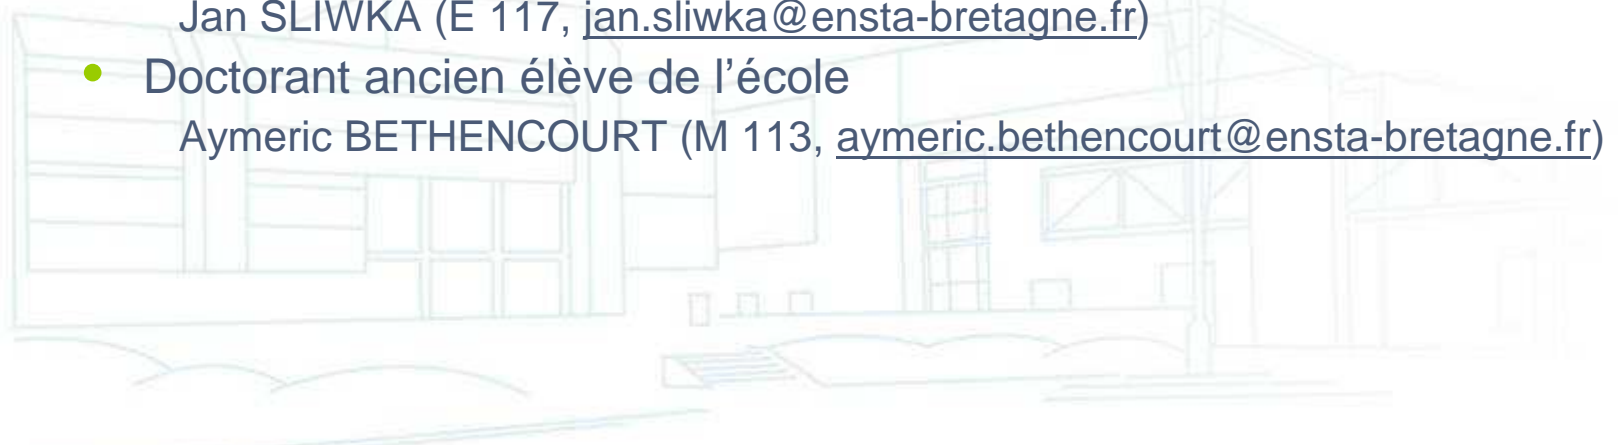 Jan SLIWKA (E 117, jan.sliwka@ensta-bretagne.fr)
• Doctorant ancien élève de l’école
Aymeric BETHENCOURT (M 113, aymeric.bethencourt@ensta-bretagne.fr)